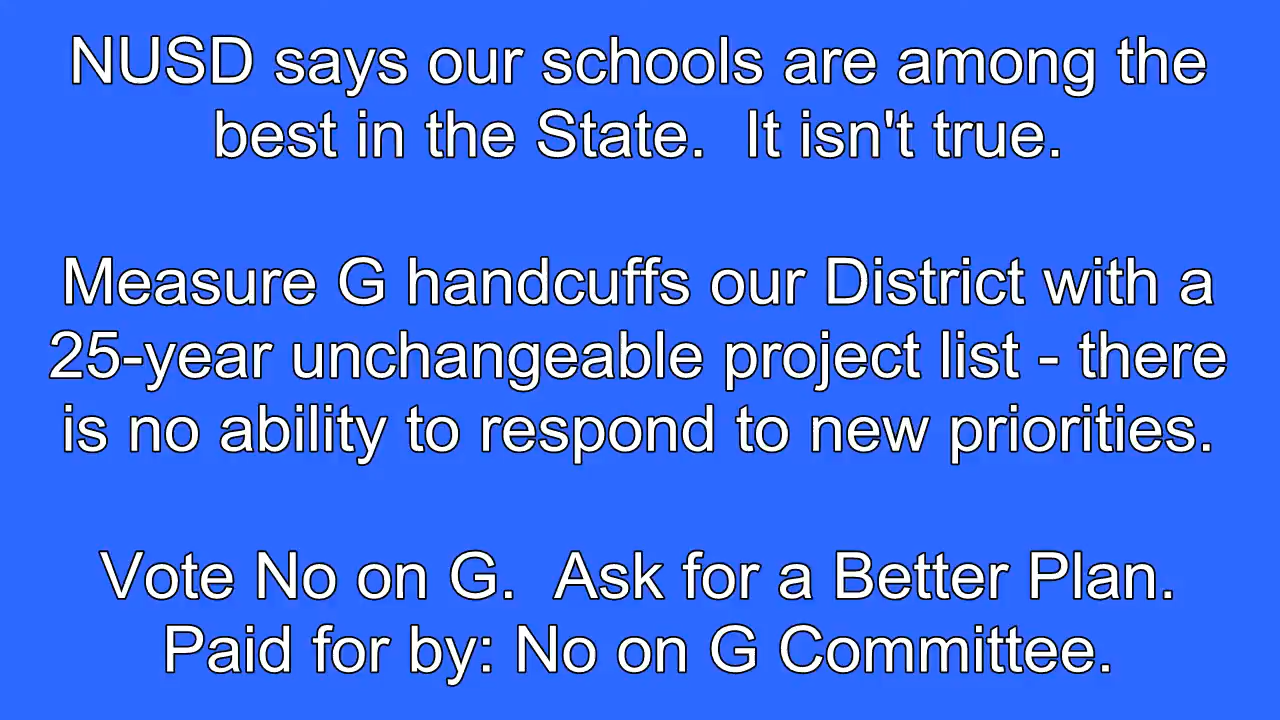 NUSD says our schools are among the
best in the State.  It isn't true.
Measure G handcuffs our District with a
25-year unchangeable project list - there
is no ability to respond to new priorities.
Vote No on G.  Ask for a Better Plan.
Paid for by: No on G Committee.